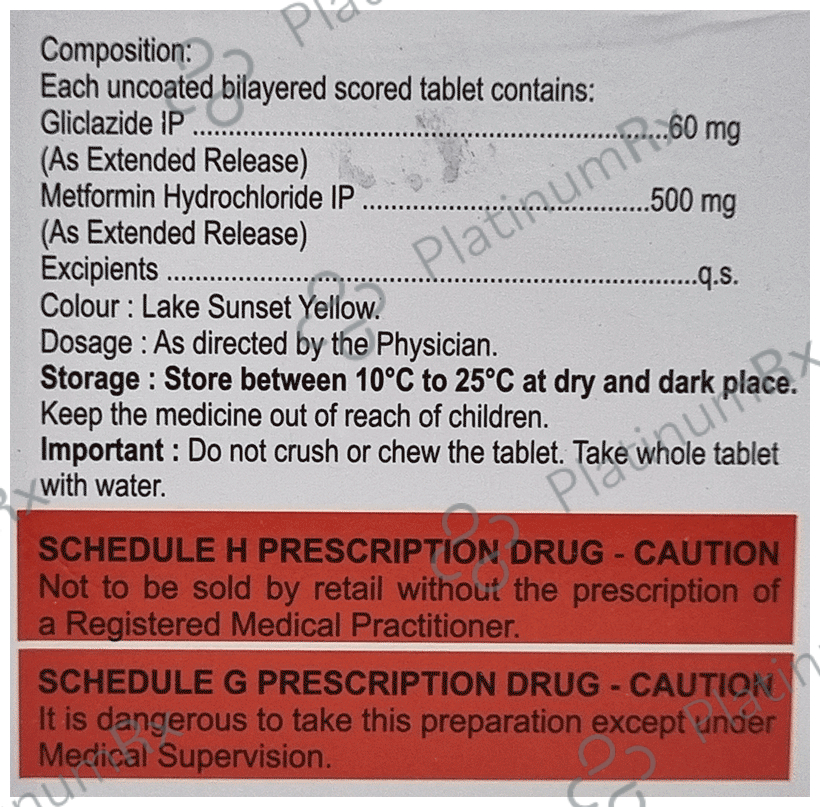 Composition:
Each uncoated bilayered scored tablet contains:
Gliclazide IP ..................................................................60 mg
(As Extended Release)
Metformin Hydrochloride IP ........................................500 mg
(As Extended Release)
Excipients ..........................................................................q.s.
Colour : Lake Sunset Yellow.
Dosage : As directed by the Physician.
Storage : Store between 10°C to 25°C at dry and dark place.
Keep the medicine out of reach of children.
Important : Do not crush or chew the tablet. Take whole tablet
with water.
SCHEDULE H PRESCRIPTION DRUG - CAUTION
Not to be sold by retail without the prescription of
a Registered Medical Practitioner.
SCHEDULE G PRESCRIPTION DRUG - CAUTION
It is dangerous to take this preparation except under
Medical Supervision.
PlatinumRx
PlatinumRx